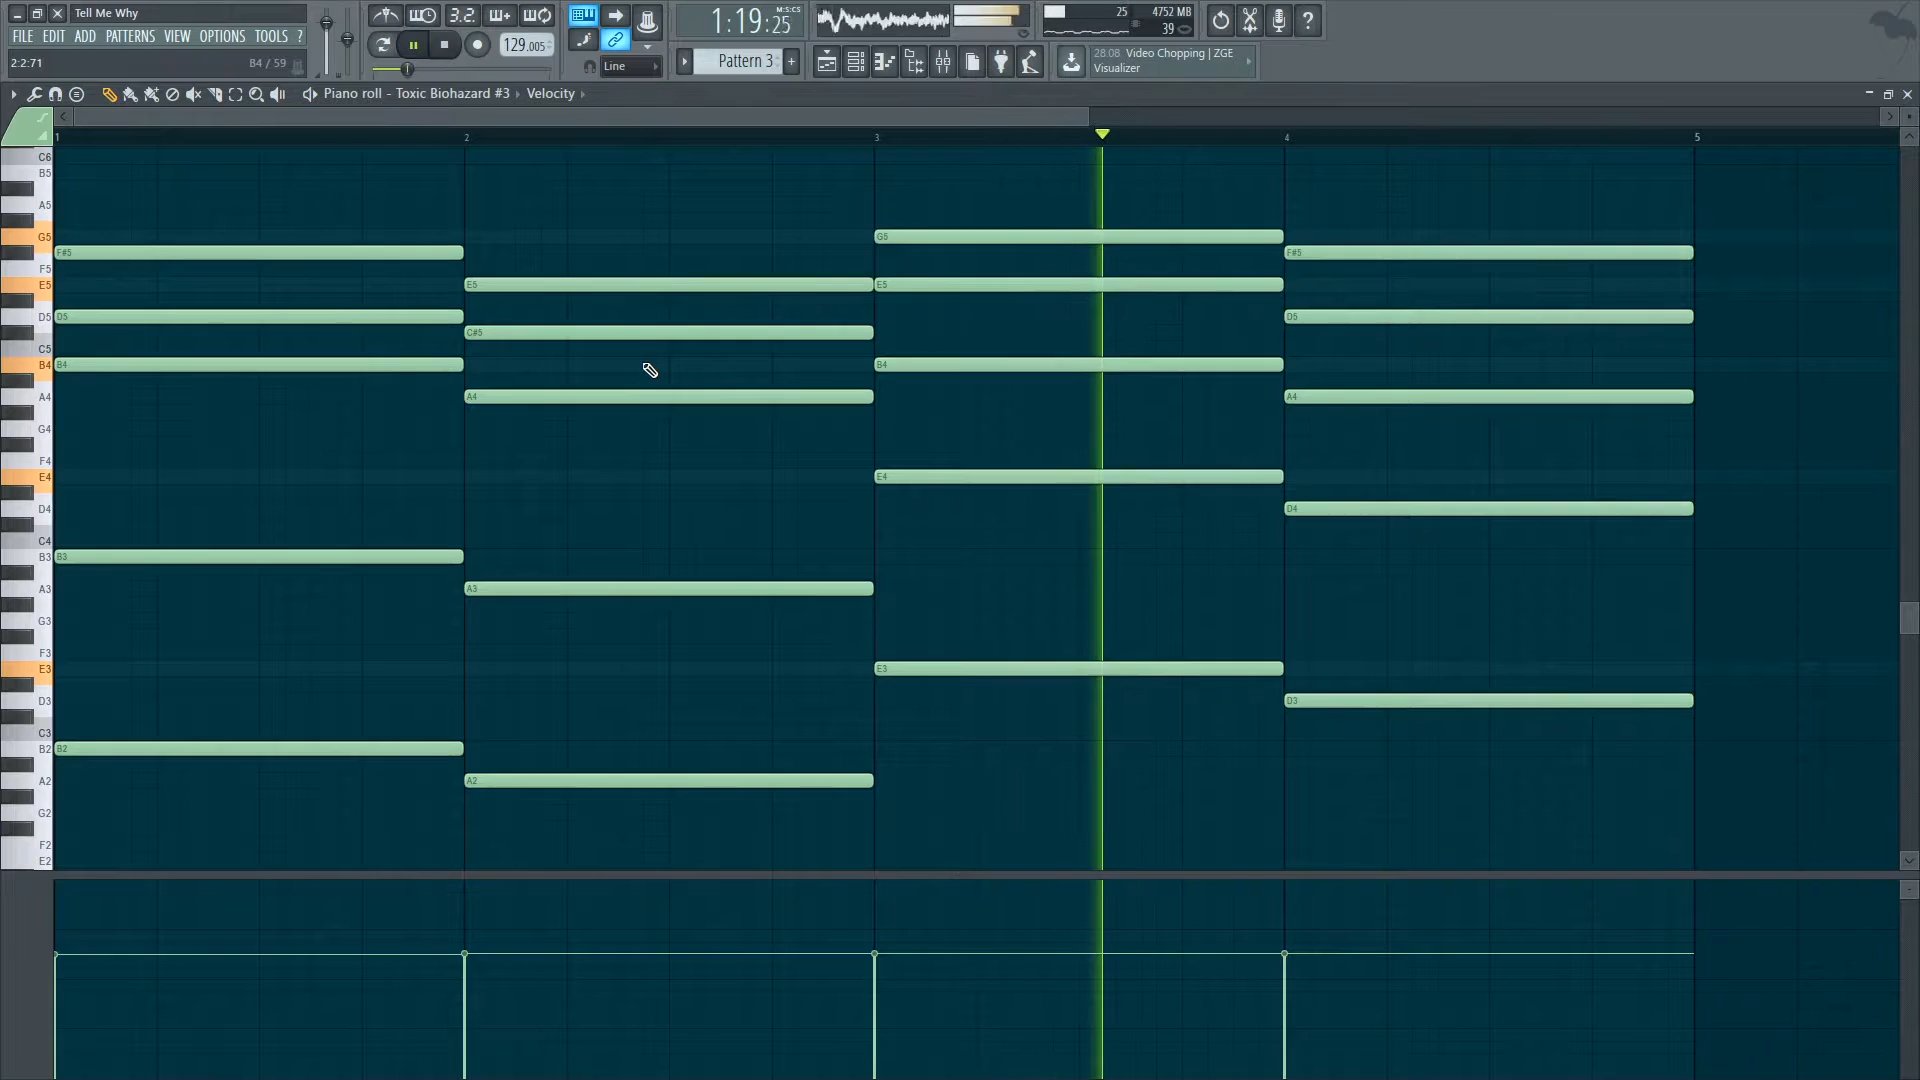 Tell Me Why
3.2.
1:19:25
M:S:CS
25
4752 MB
39
FILE EDIT ADD PATTERNS VIEW OPTIONS TOOLS ?
129.005
2:2:71
B4 / 59
Line
Pattern 3
+
28.08 Video Chopping | ZGE
Visualizer
?
Piano roll - Toxic Biohazard #3 Velocity
1 2 3 4 5
C6
B5
A5
G5 G5
F#5 F#5
F5
E5 E5 E5
D5 D5 D5
C#5
C5
B4 B4 B4
A4 A4 A4
G4
F4
E4 E4
D4 D4
C4
B3 B3
A3 A3
G3
F3
E3 E3
D3 D3
C3
B2 B2
A2 A2
G2
F2
E2